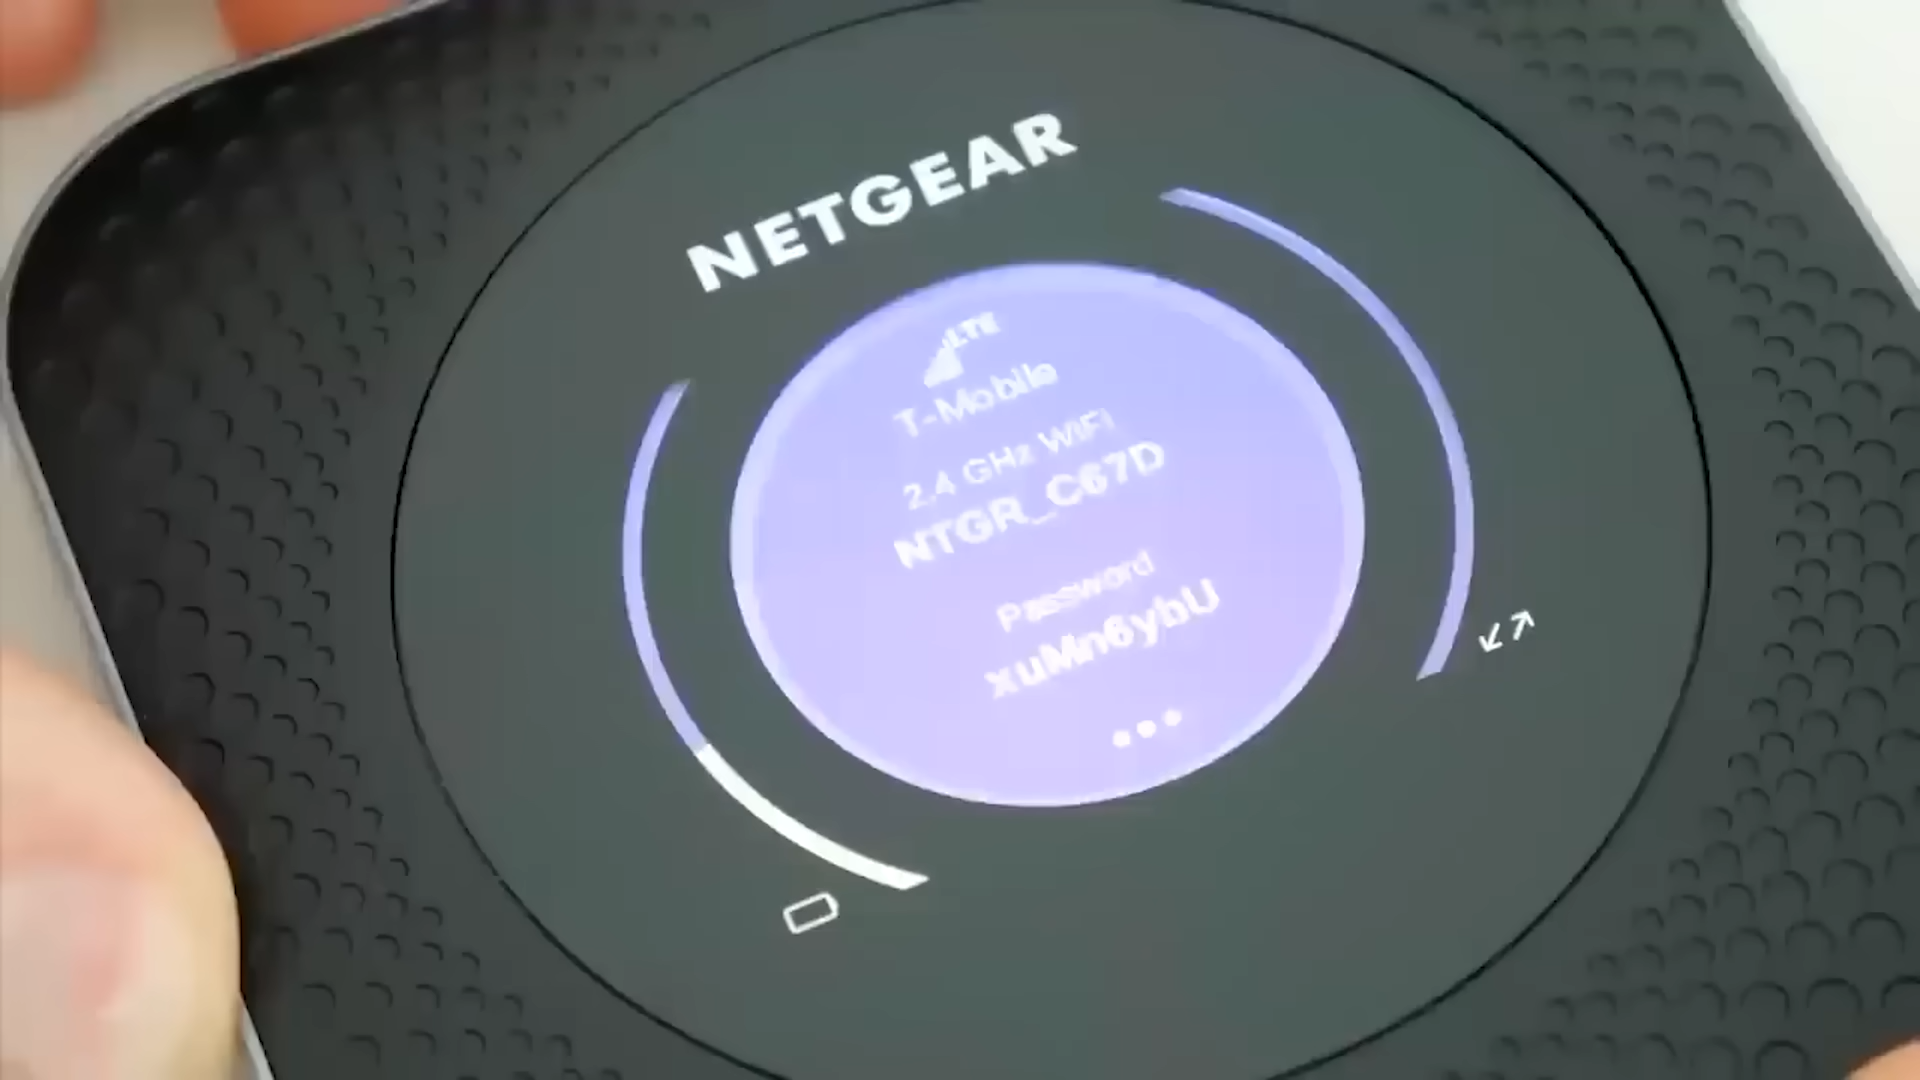 NETGEAR
LTE
T-Mobile
2.4 GHz WiFi
NTGR_C67D
Password
xuMn6ybU